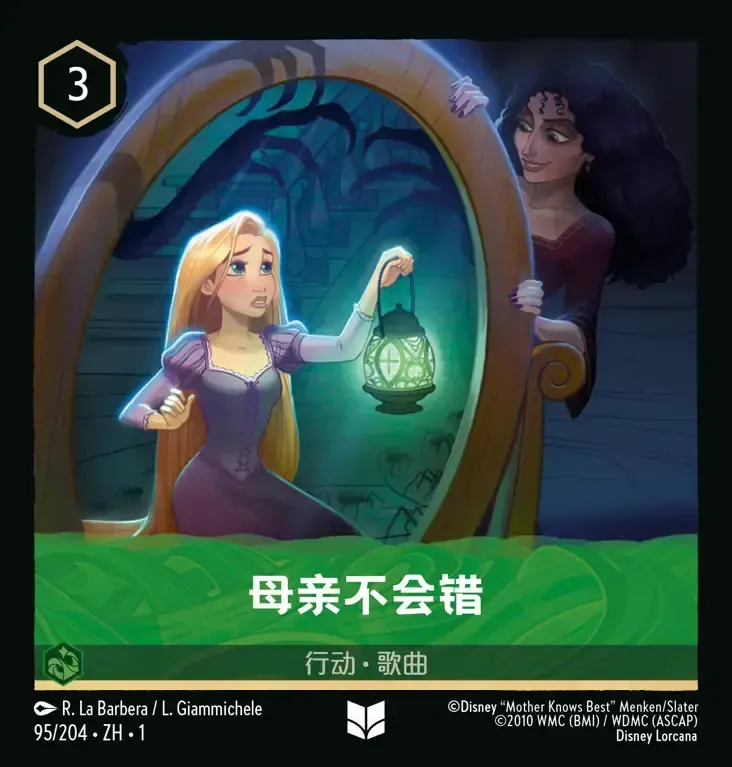 3
母亲不会错
行动 · 歌曲
R. La Barbera / L. Giammichele
95/204 • ZH • 1
©Disney “Mother Knows Best” Menken/Slater
©2010 WMC (BMI) / WDMC (ASCAP)
Disney Lorcana